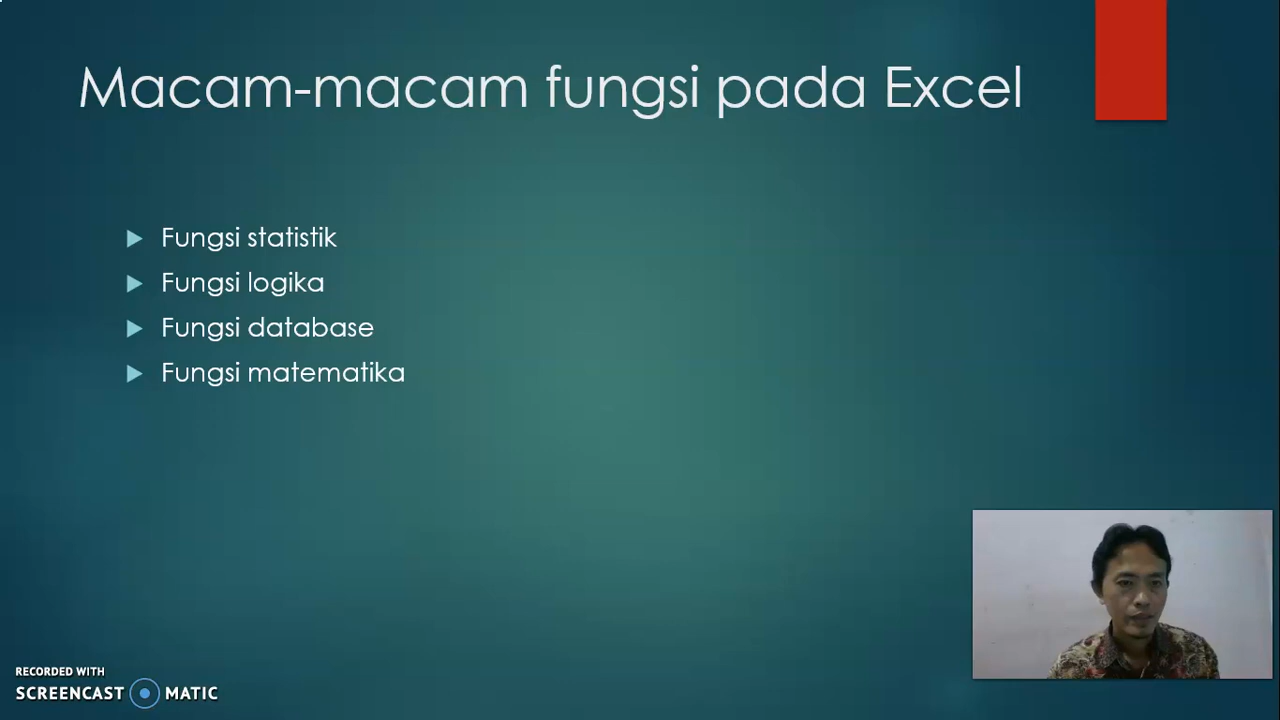 Macam-macam fungsi pada Excel
Fungsi statistik
Fungsi logika
Fungsi database
Fungsi matematika
RECORDED WITH
SCREENCAST MATIC